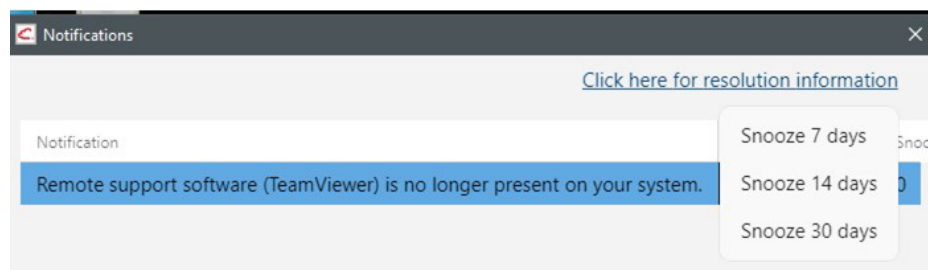 Notifications
Click here for resolution information
Notification
Snooze 7 days
Remote support software (TeamViewer) is no longer present on your system.
Snooze 14 days
Snooze 30 days